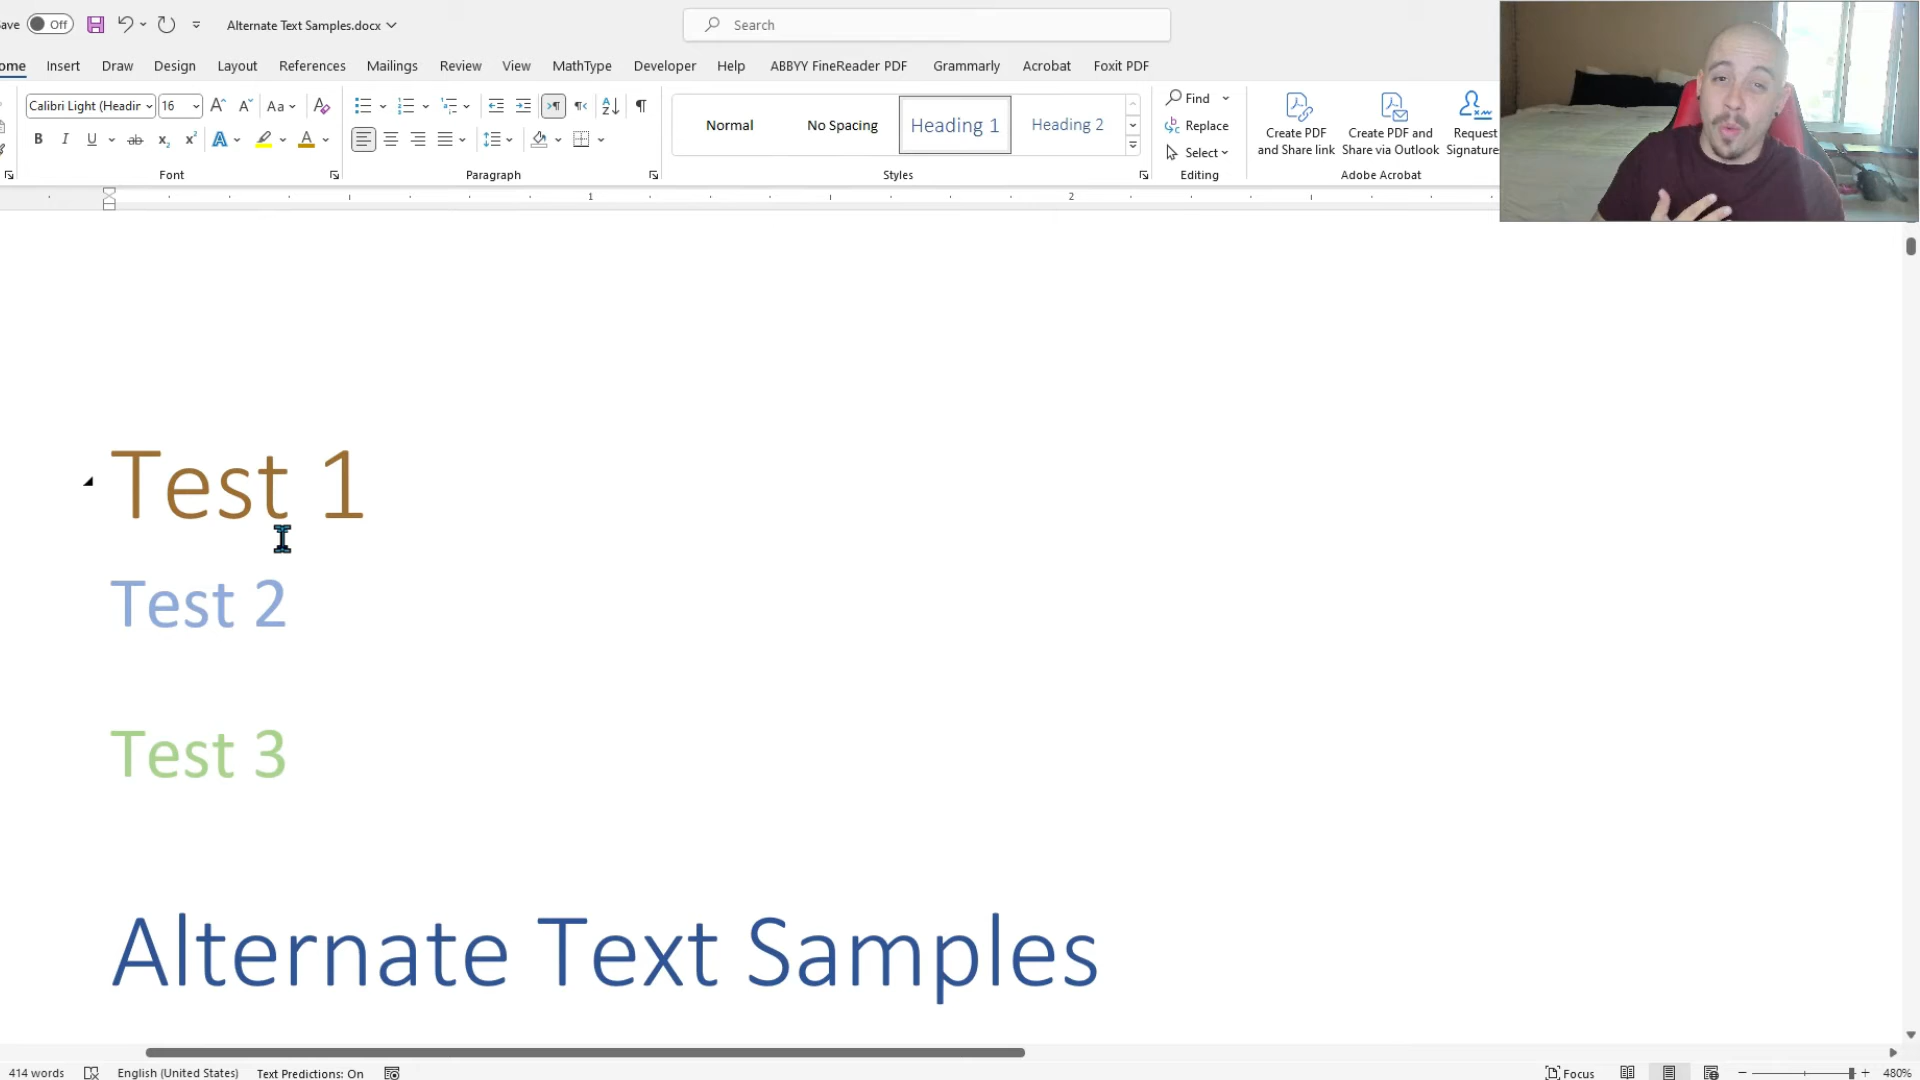 ave Off Alternate Text Samples.docx Search
ome Insert Draw Design Layout References Mailings Review View MathType Developer Help ABBYY FineReader PDF Grammarly Acrobat Foxit PDF
Calibri Light (Headir 16 Aa
Normal No Spacing Heading 1 Heading 2
Find
Replace
Select
Create PDF and Share link
Create PDF and Share via Outlook
Request Signature
Font Paragraph Styles Editing Adobe Acrobat
1 2
Test 1
Test 2
Test 3
Alternate Text Samples
414 words English (United States) Text Predictions: On Focus 480%